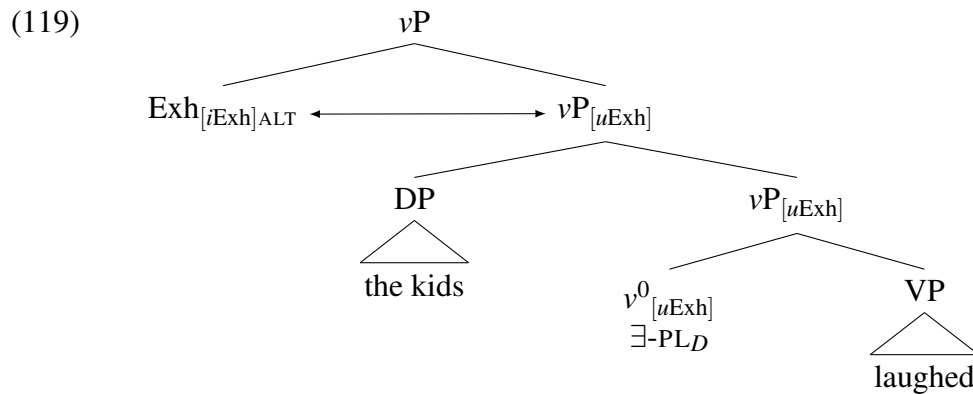 (119) vP
Exh[iExh]ALT vP[uExh]
DP vP[uExh]
the kids v0[uExh] VP
∃-PLD laughed